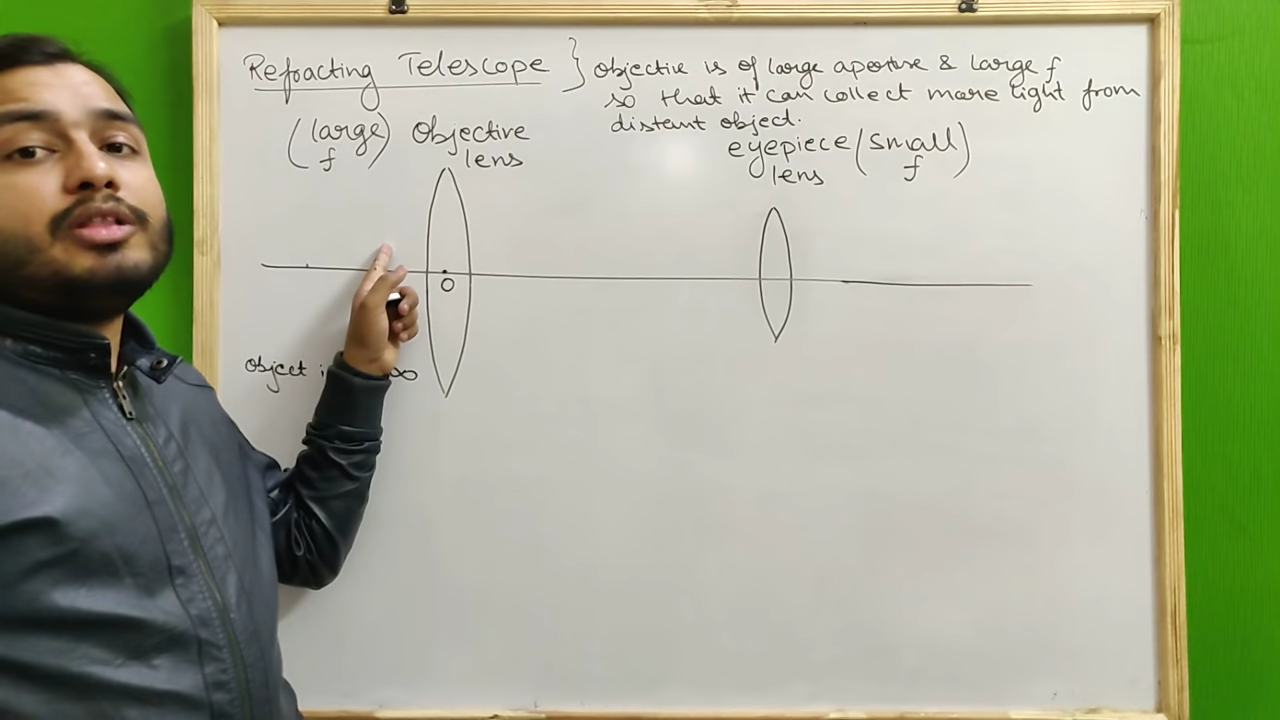 Refracting Telescope } objective is of large aperture & large f
so that it can collect more light from
distant object.
(large f) Objective lens
eyepiece lens (small f)
O
object i ∞